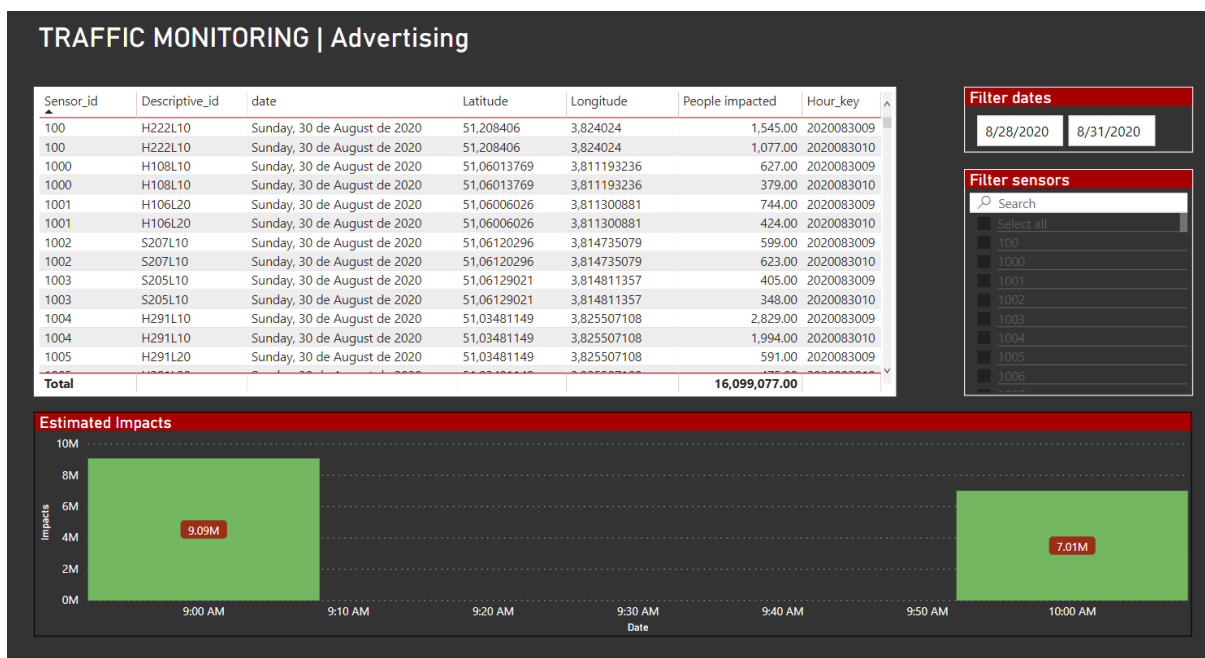 TRAFFIC MONITORING | Advertising
Sensor_id Descriptive_id date Latitude Longitude People impacted Hour_key
100 H222L10 Sunday, 30 de August de 2020 51,208406 3,824024 1,545.00 2020083009
100 H222L10 Sunday, 30 de August de 2020 51,208406 3,824024 1,077.00 2020083010
1000 H108L10 Sunday, 30 de August de 2020 51,06013769 3,811193236 627.00 2020083009
1000 H108L10 Sunday, 30 de August de 2020 51,06013769 3,811193236 379.00 2020083010
1001 H106L20 Sunday, 30 de August de 2020 51,06006026 3,811300881 744.00 2020083009
1001 H106L20 Sunday, 30 de August de 2020 51,06006026 3,811300881 424.00 2020083010
1002 S207L10 Sunday, 30 de August de 2020 51,06120296 3,814735079 599.00 2020083009
1002 S207L10 Sunday, 30 de August de 2020 51,06120296 3,814735079 623.00 2020083010
1003 S205L10 Sunday, 30 de August de 2020 51,06129021 3,814811357 405.00 2020083009
1003 S205L10 Sunday, 30 de August de 2020 51,06129021 3,814811357 348.00 2020083010
1004 H291L10 Sunday, 30 de August de 2020 51,03481149 3,825507108 2,829.00 2020083009
1004 H291L10 Sunday, 30 de August de 2020 51,03481149 3,825507108 1,994.00 2020083010
1005 H291L20 Sunday, 30 de August de 2020 51,03481149 3,825507108 591.00 2020083009
Total 16,099,077.00
Filter dates
8/28/2020 8/31/2020
Filter sensors
Search
Select all
100
1000
1001
1002
1003
1004
1005
1006
Estimated Impacts
10M
8M
6M
4M
2M
0M
Impacts
9.09M
7.01M
9:00 AM 9:10 AM 9:20 AM 9:30 AM 9:40 AM 9:50 AM 10:00 AM
Date